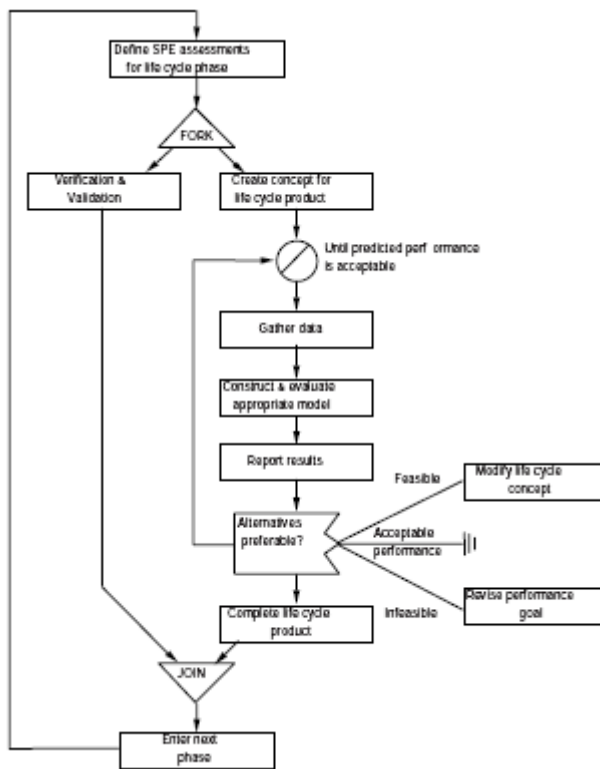 Define SPE assessments
for life cycle phase
FORK
Verification &
Validation
Create concept for
life cycle product
Until predicted perf ormance
is acceptable
Gather data
Construct & evaluate
appropriate model
Report results
Alternatives
preferable?
Feasible
Modify life cycle
concept
Acceptable
performance
Infeasible
Revise performance
goal
Complete life cycle
product
JOIN
Enter next
phase